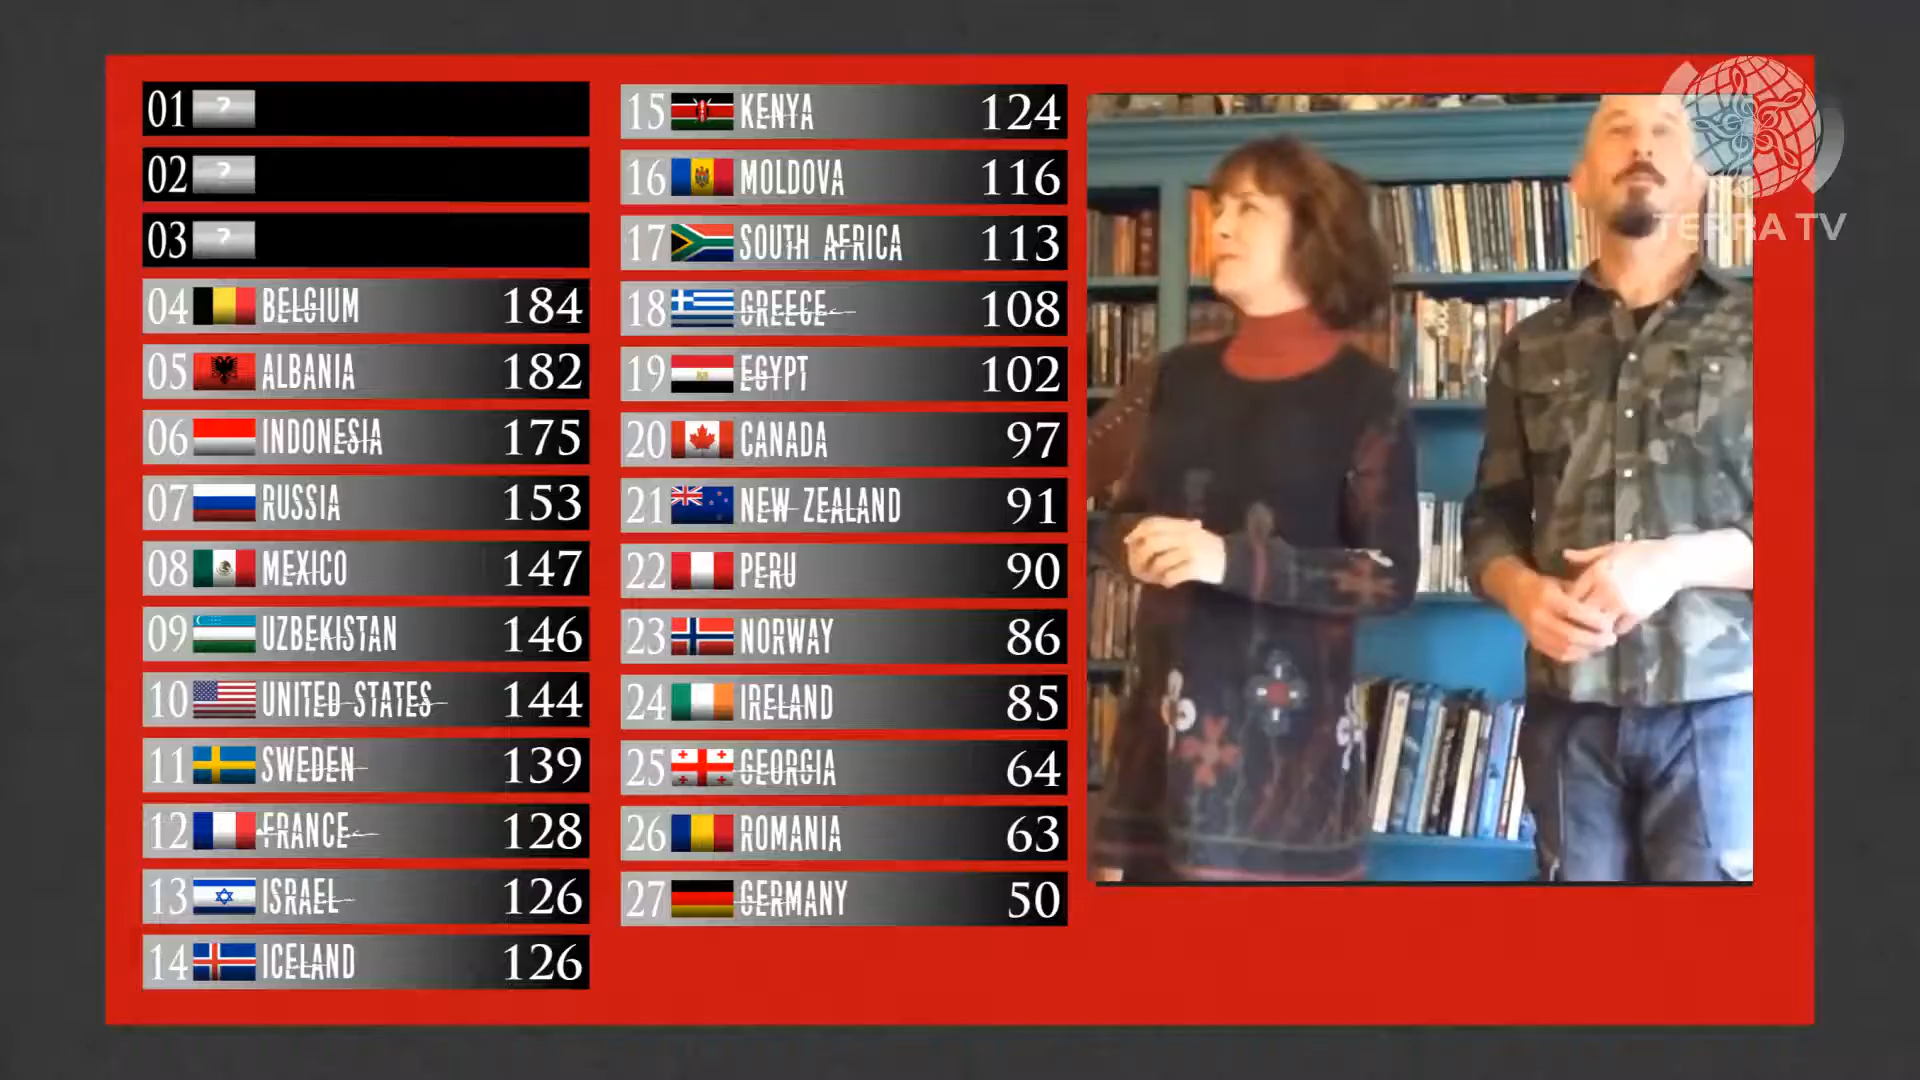 01 ?
02 ?
03 ?
04 BELGIUM 184
05 ALBANIA 182
06 INDONESIA 175
07 RUSSIA 153
08 MEXICO 147
09 UZBEKISTAN 146
10 UNITED STATES 144
11 SWEDEN 139
12 FRANCE 128
13 ISRAEL 126
14 ICELAND 126
15 KENYA 124
16 MOLDOVA 116
17 SOUTH AFRICA 113
18 GREECE 108
19 EGYPT 102
20 CANADA 97
21 NEW ZEALAND 91
22 PERU 90
23 NORWAY 86
24 IRELAND 85
25 GEORGIA 64
26 ROMANIA 63
27 GERMANY 50
TERRA TV